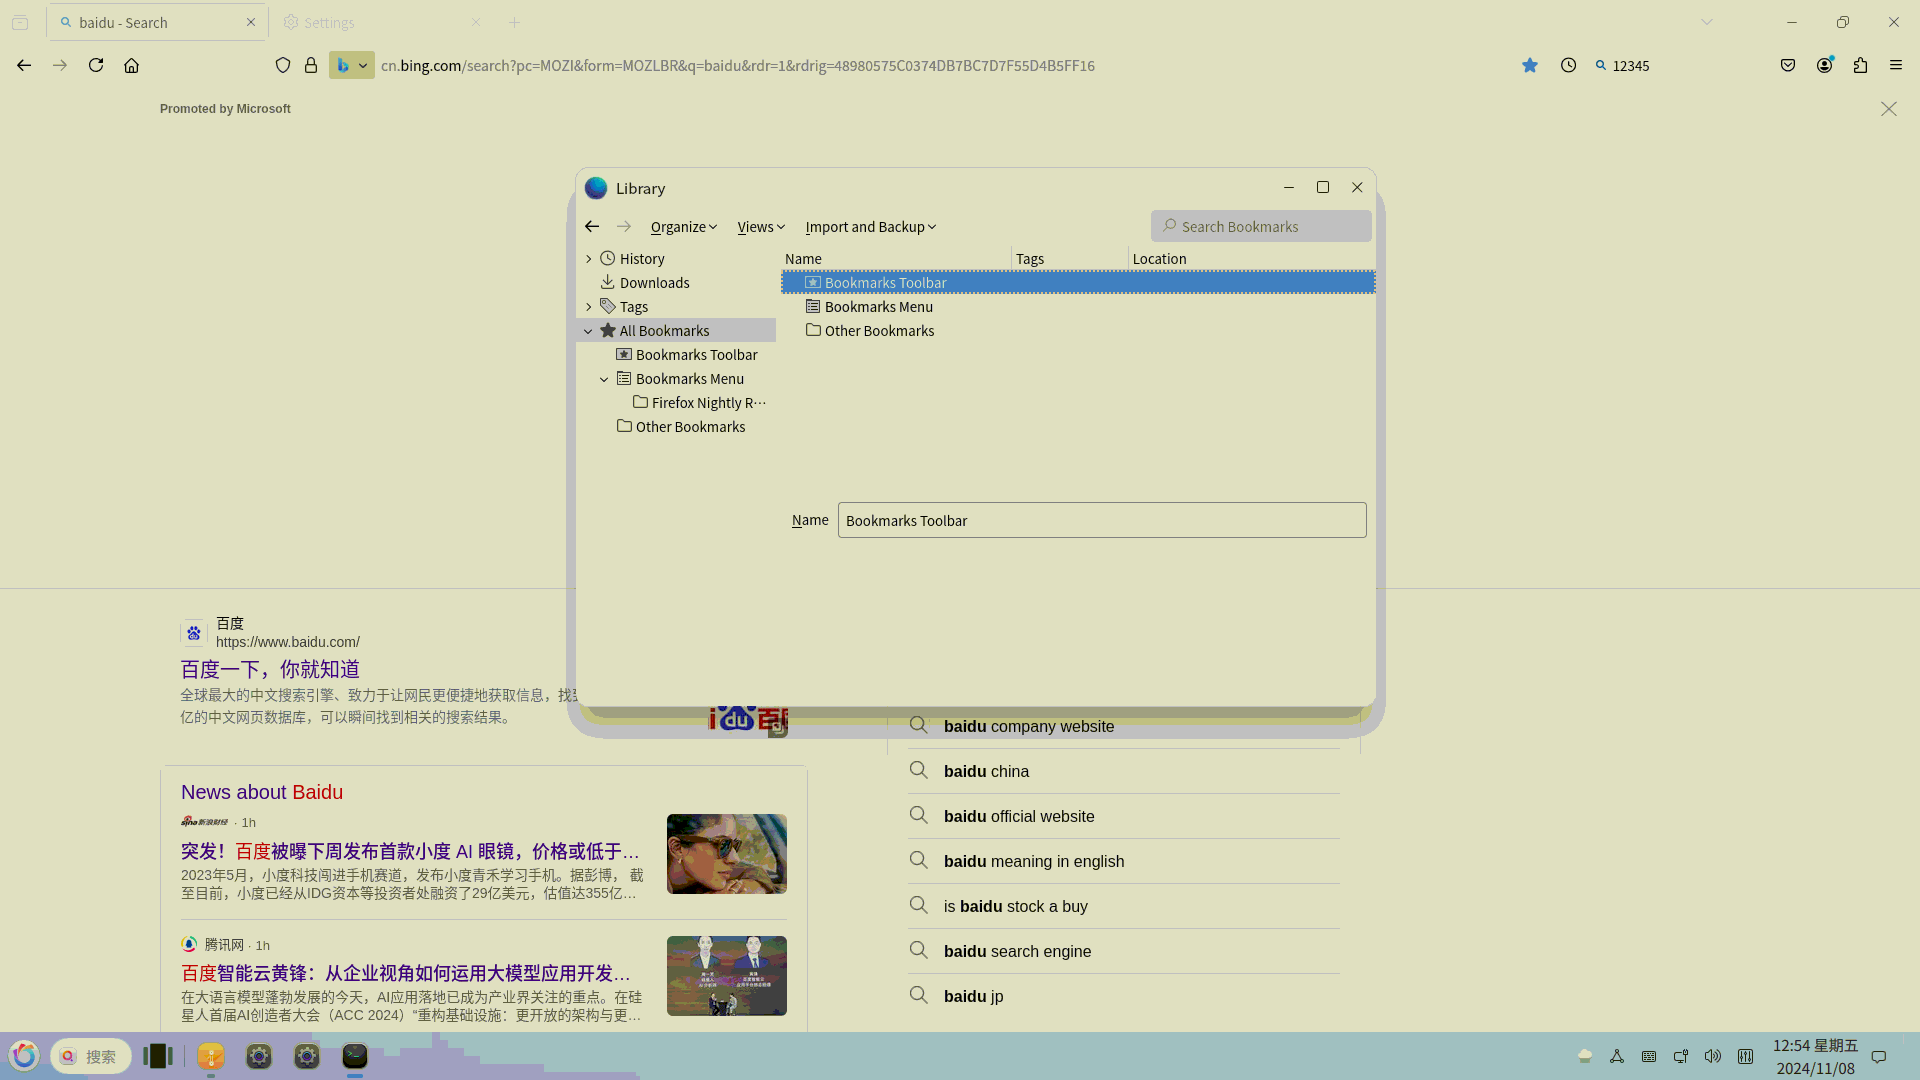 baidu - Search
Settings
cn.bing.com/search?pc=MOZI&form=MOZLBR&q=baidu&rdr=1&rdrig=48980575C0374DB7BC7D7F55D4B5FF16
12345
Promoted by Microsoft
Library
Organize
Views
Import and Backup
Search Bookmarks
History
Downloads
Tags
All Bookmarks
Bookmarks Toolbar
Bookmarks Menu
Firefox Nightly R…
Other Bookmarks
Name Tags Location
Bookmarks Toolbar
Bookmarks Menu
Other Bookmarks
Name
Bookmarks Toolbar
百度
https://www.baidu.com/
百度一下，你就知道
全球最大的中文搜索引擎、致力于让网民更便捷地获取信息，找
亿的中文网页数据库，可以瞬间找到相关的搜索结果。
du
News about Baidu
sina新浪财经 · 1h
突发！百度被曝下周发布首款小度 AI 眼镜，价格或低于…
2023年5月，小度科技闯进手机赛道，发布小度青禾学习手机。据彭博， 截
至目前，小度已经从IDG资本等投资者处融资了29亿美元，估值达355亿…
腾讯网 · 1h
百度智能云黄锋：从企业视角如何运用大模型应用开发…
在大语言模型蓬勃发展的今天，AI应用落地已成为产业界关注的重点。在硅
星人首届AI创造者大会（ACC 2024）“重构基础设施：更开放的架构与更…
baidu company website
baidu china
baidu official website
baidu meaning in english
is baidu stock a buy
baidu search engine
baidu jp
搜索
12:54 星期五
2024/11/08